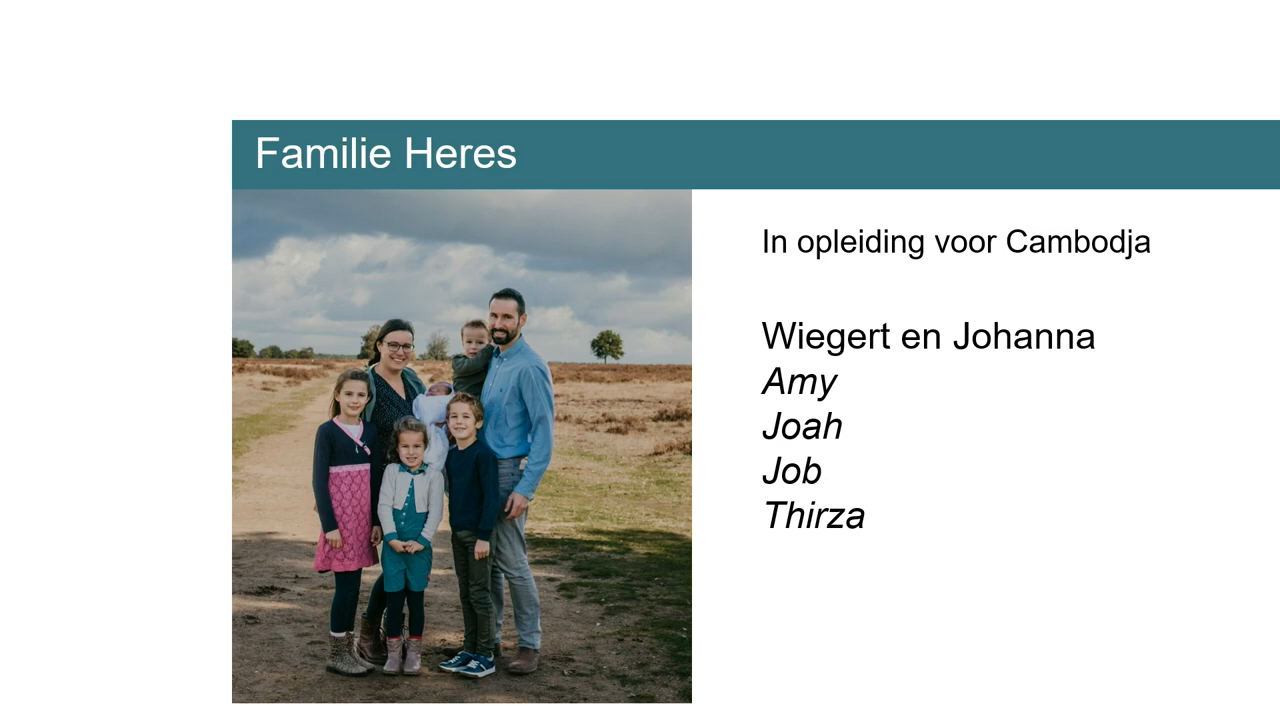 Familie Heres
In opleiding voor Cambodja
Wiegert en Johanna
Amy
Joah
Job
Thirza